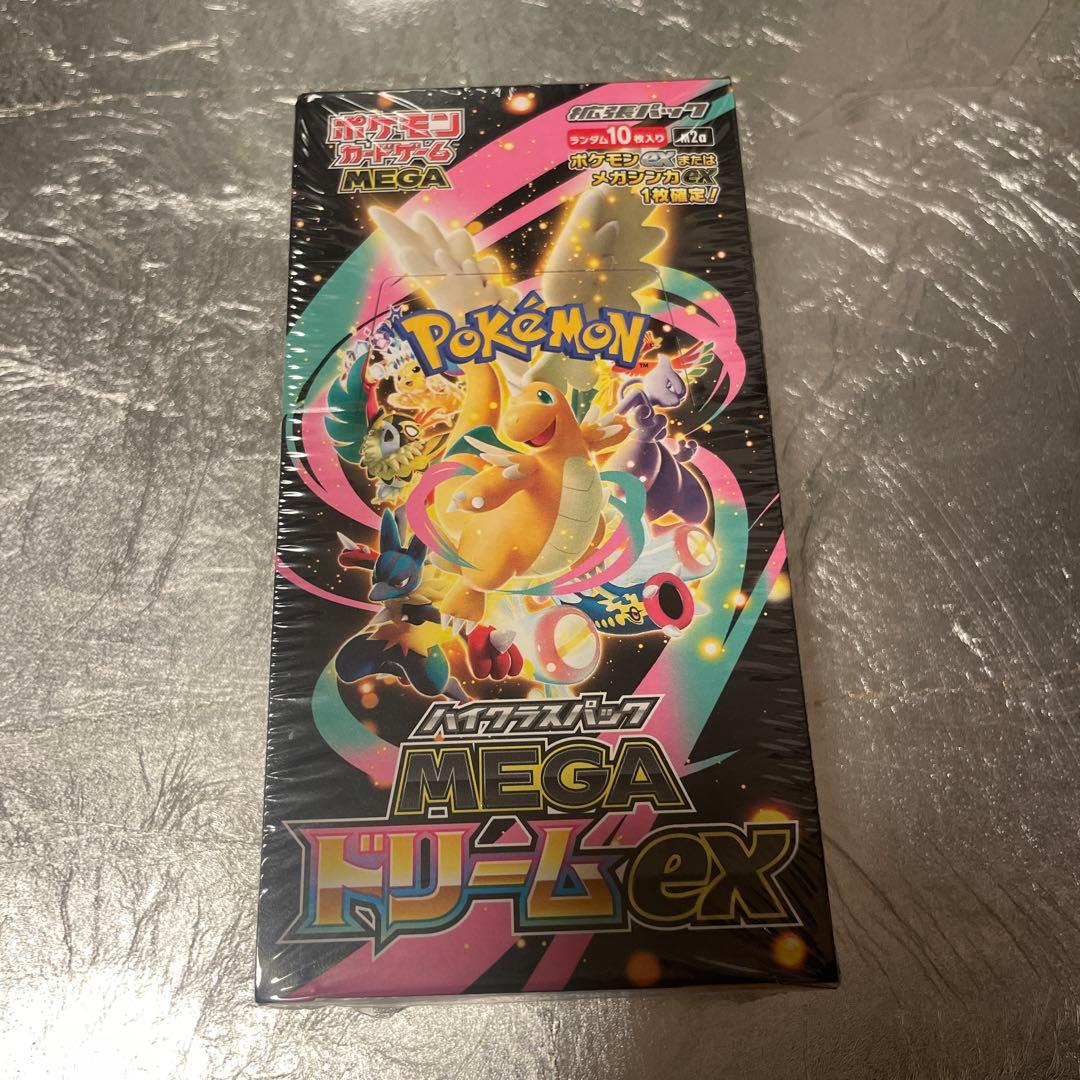 ポケモン
カードゲーム
MEGA
拡張パック
ランダム10枚入り M2a
ポケモンexまたは
メガシンカex
1枚確定!
POKéMON
TM
ハイクラスパック
MEGA
ドリームex